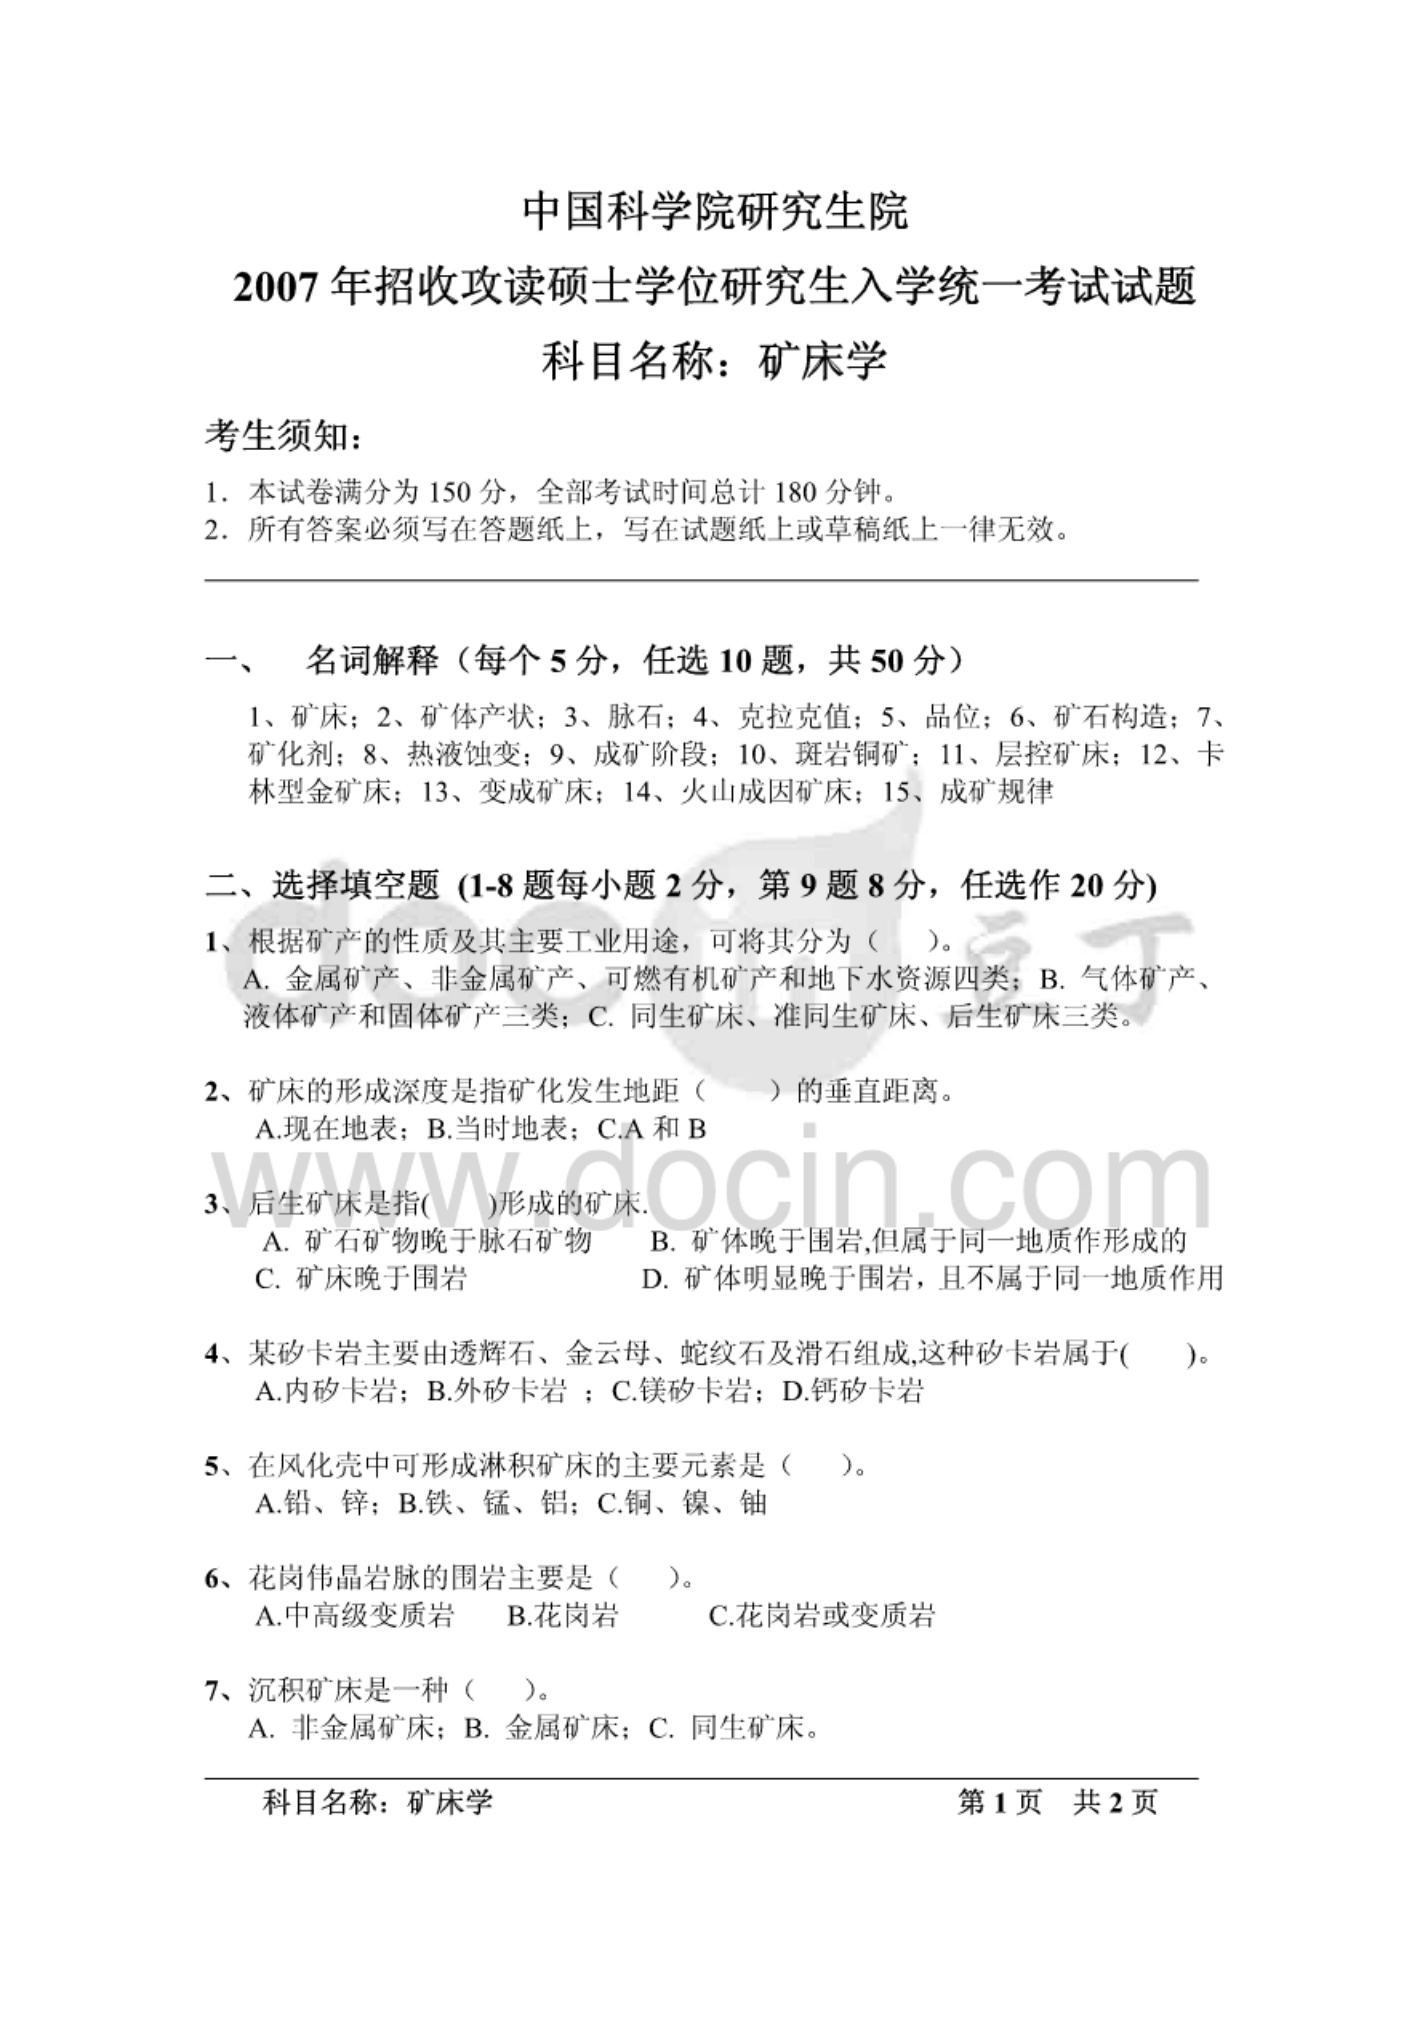 中国科学院研究生院
2007 年招收攻读硕士学位研究生入学统一考试试题
科目名称：矿床学
考生须知：
1．本试卷满分为 150 分，全部考试时间总计 180 分钟。
2．所有答案必须写在答题纸上，写在试题纸上或草稿纸上一律无效。
一、 名词解释（每个 5 分，任选 10 题，共 50 分）
1、矿床；2、矿体产状；3、脉石；4、克拉克值；5、品位；6、矿石构造；7、
矿化剂；8、热液蚀变；9、成矿阶段；10、斑岩铜矿；11、层控矿床；12、卡
林型金矿床；13、变成矿床；14、火山成因矿床；15、成矿规律
二、选择填空题 (1-8 题每小题 2 分，第 9 题 8 分，任选作 20 分)
1、根据矿产的性质及其主要工业用途，可将其分为（ ）。
A. 金属矿产、非金属矿产、可燃有机矿产和地下水资源四类；B. 气体矿产、
液体矿产和固体矿产三类；C. 同生矿床、准同生矿床、后生矿床三类。
2、矿床的形成深度是指矿化发生地距（ ）的垂直距离。
A.现在地表；B.当时地表；C.A 和 B
3、后生矿床是指( )形成的矿床.
A. 矿石矿物晚于脉石矿物 B. 矿体晚于围岩,但属于同一地质作形成的
C. 矿床晚于围岩 D. 矿体明显晚于围岩，且不属于同一地质作用
4、某矽卡岩主要由透辉石、金云母、蛇纹石及滑石组成,这种矽卡岩属于( )。
A.内矽卡岩；B.外矽卡岩 ；C.镁矽卡岩；D.钙矽卡岩
5、在风化壳中可形成淋积矿床的主要元素是（ ）。
A.铅、锌；B.铁、锰、铝；C.铜、镍、铀
6、花岗伟晶岩脉的围岩主要是（ ）。
A.中高级变质岩 B.花岗岩 C.花岗岩或变质岩
7、沉积矿床是一种（ ）。
A. 非金属矿床；B. 金属矿床；C. 同生矿床。
科目名称：矿床学 第 1 页 共 2 页
docin 豆丁
www.docin.com